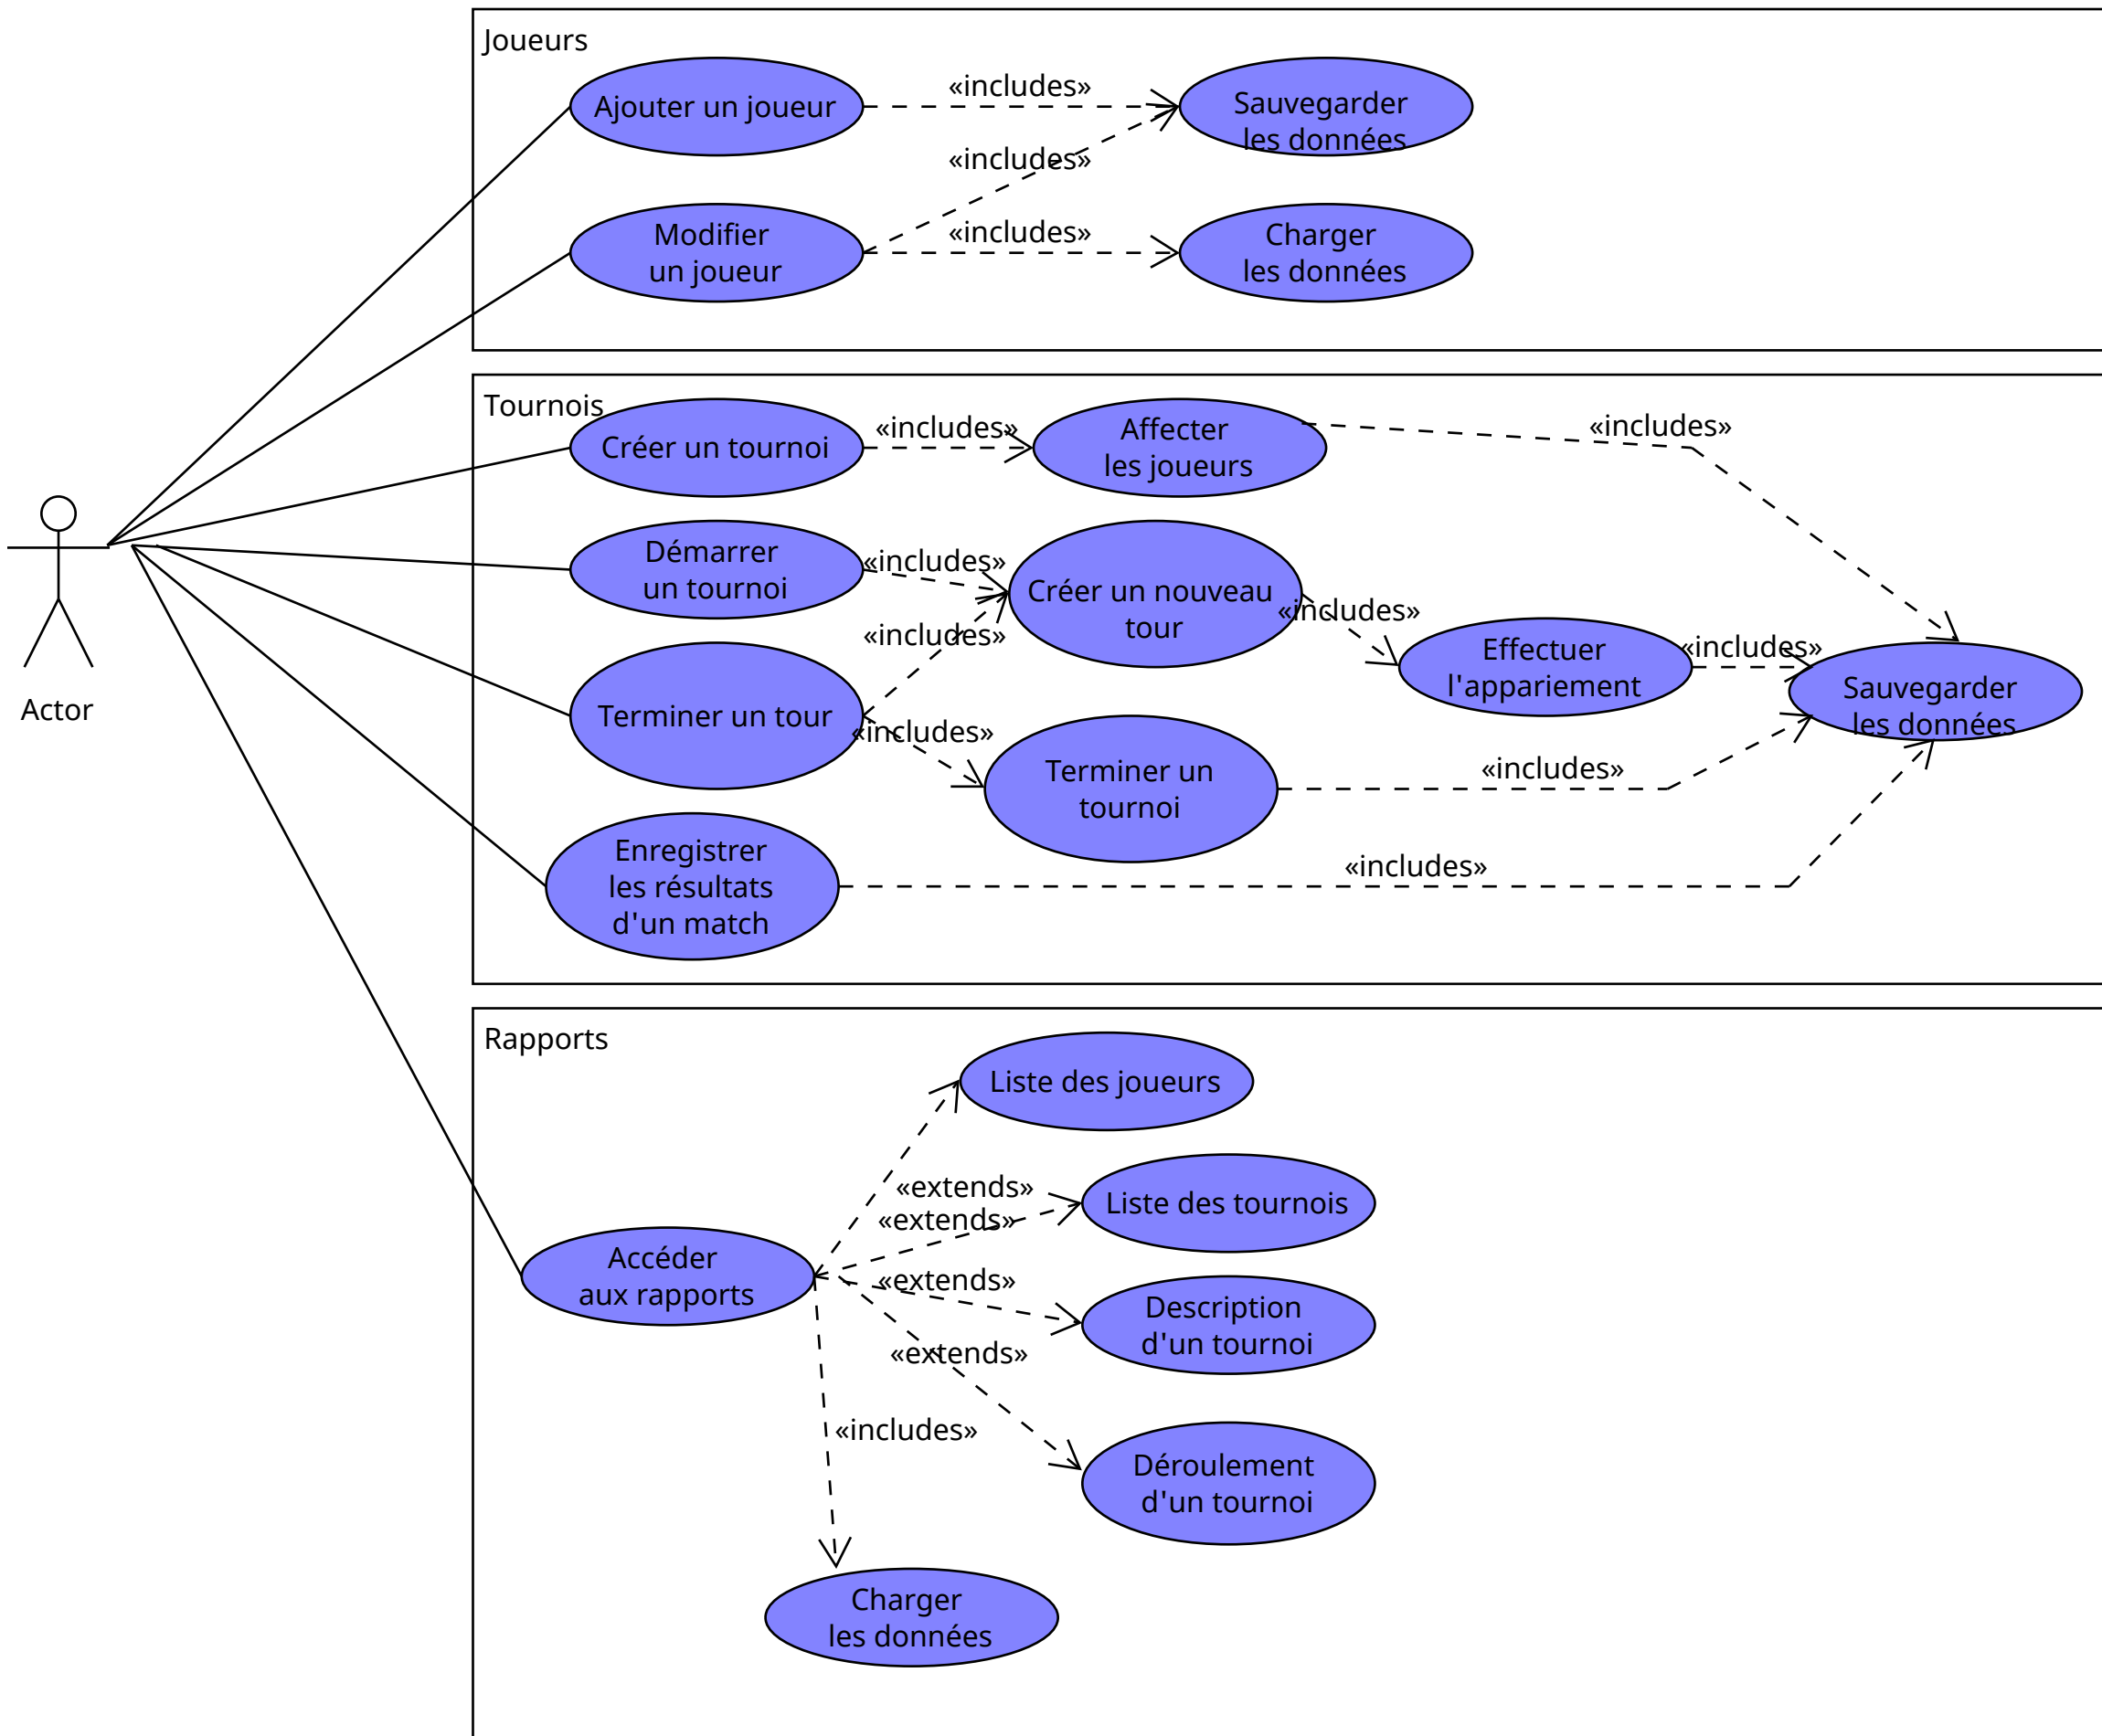 Joueurs
Ajouter un joueur
«includes»
Sauvegarder
les données
«includes»
Modifier
un joueur
«includes»
Charger
les données
Tournois
Créer un tournoi
«includes»
Affecter
les joueurs
«includes»
Démarrer
un tournoi
«includes»
Créer un nouveau
tour
«includes»
«includes»
Effectuer
l'appariement
«includes»
Sauvegarder
les données
Terminer un tour
«includes»
Terminer un
tournoi
«includes»
Enregistrer
les résultats
d'un match
«includes»
Actor
Rapports
Liste des joueurs
«extends»
Liste des tournois
«extends»
Accéder
aux rapports
«extends»
Description
d'un tournoi
«extends»
Déroulement
d'un tournoi
«includes»
Charger
les données